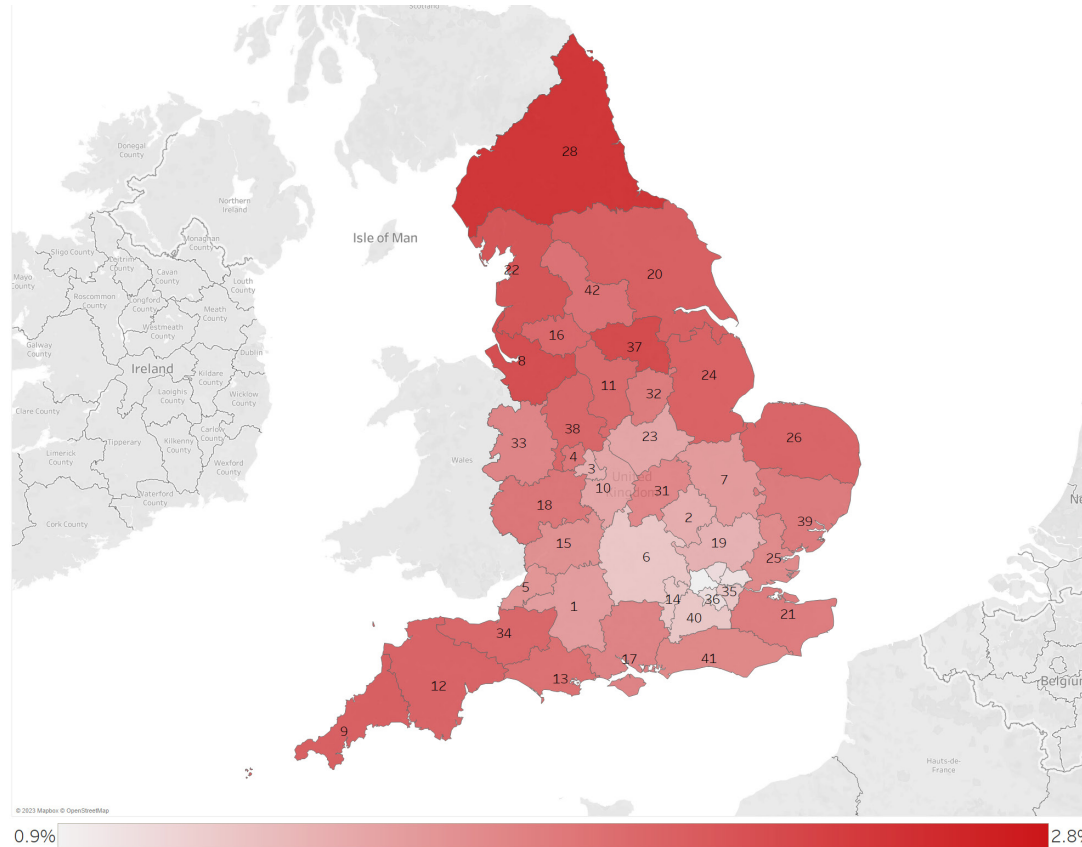 Scotland
Donegal
County
28
Northern
Ireland
Isle of Man
Monaghan
County
Sligo County
Leitrim
County
Cavan
County
Louth
County
Mayo
County
Roscommon
County
Longford
County
Meath
County
Westmeath
County
Galway
County
Dublin
Ireland
Kildare
County
Wicklow
County
Laoighis
County
Clare County
Carlow
County
Tipperary
Kilkenny
County
Wexford
County
Limerick
County
Waterford
County
Cork County
Wales
22
20
42
16
37
8
11
32
24
38
23
26
33
4
3
United
Kingdom
7
10
31
18
2
39
15
19
6
25
5
14
35
36
1
40
21
34
17
41
13
12
9
Belgium
Hauts-de-
France
© 2023 Mapbox © OpenStreetMap
0.9%
2.8%